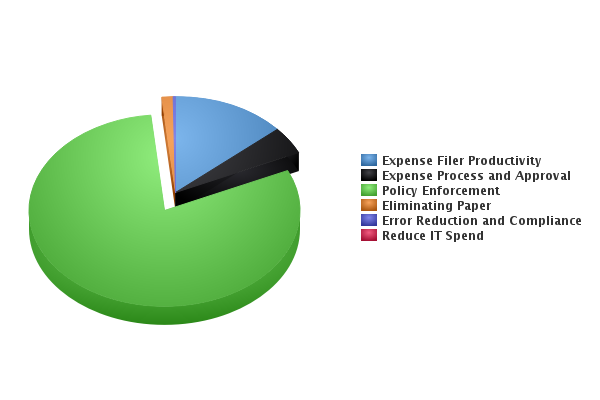 Expense Filer Productivity
Expense Process and Approval
Policy Enforcement
Eliminating Paper
Error Reduction and Compliance
Reduce IT Spend